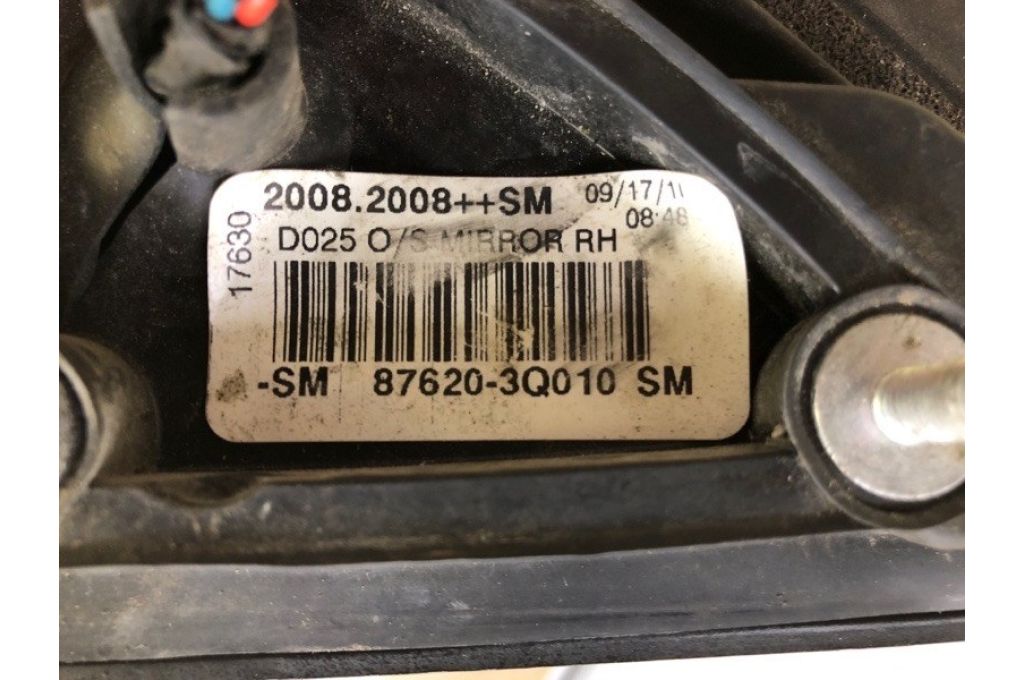 2008.2008++SM 09/17/1
08:48
D025 O/S MIRROR RH
17630
-SM 87620-3Q010 SM